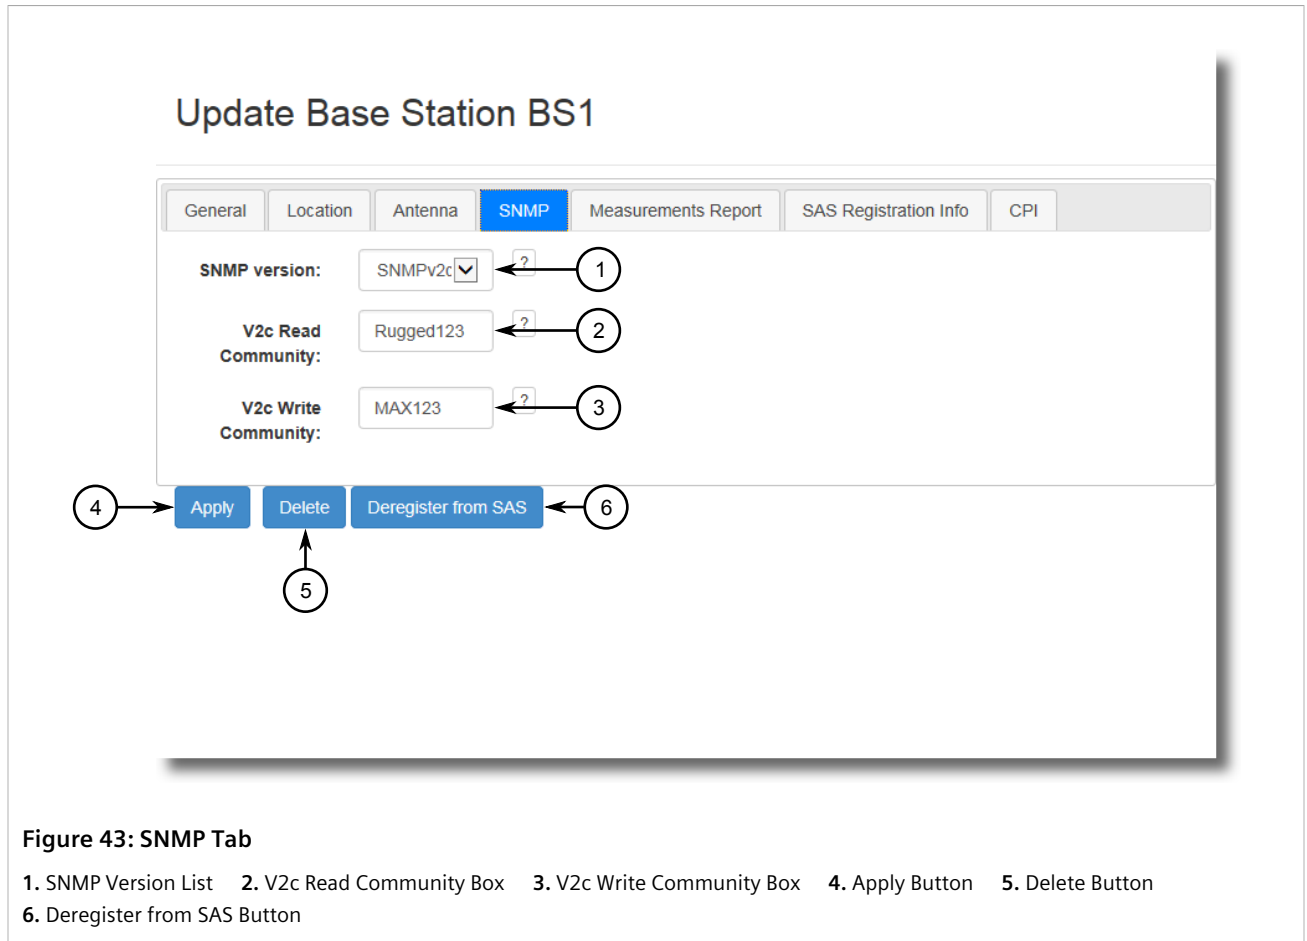 Update Base Station BS1
General Location Antenna SNMP Measurements Report SAS Registration Info CPI
SNMP version: SNMPv2c ? 1
V2c Read Community: Rugged123 ? 2
V2c Write Community: MAX123 ? 3
4 Apply Delete Deregister from SAS 6
5
Figure 43: SNMP Tab
1. SNMP Version List 2. V2c Read Community Box 3. V2c Write Community Box 4. Apply Button 5. Delete Button
6. Deregister from SAS Button